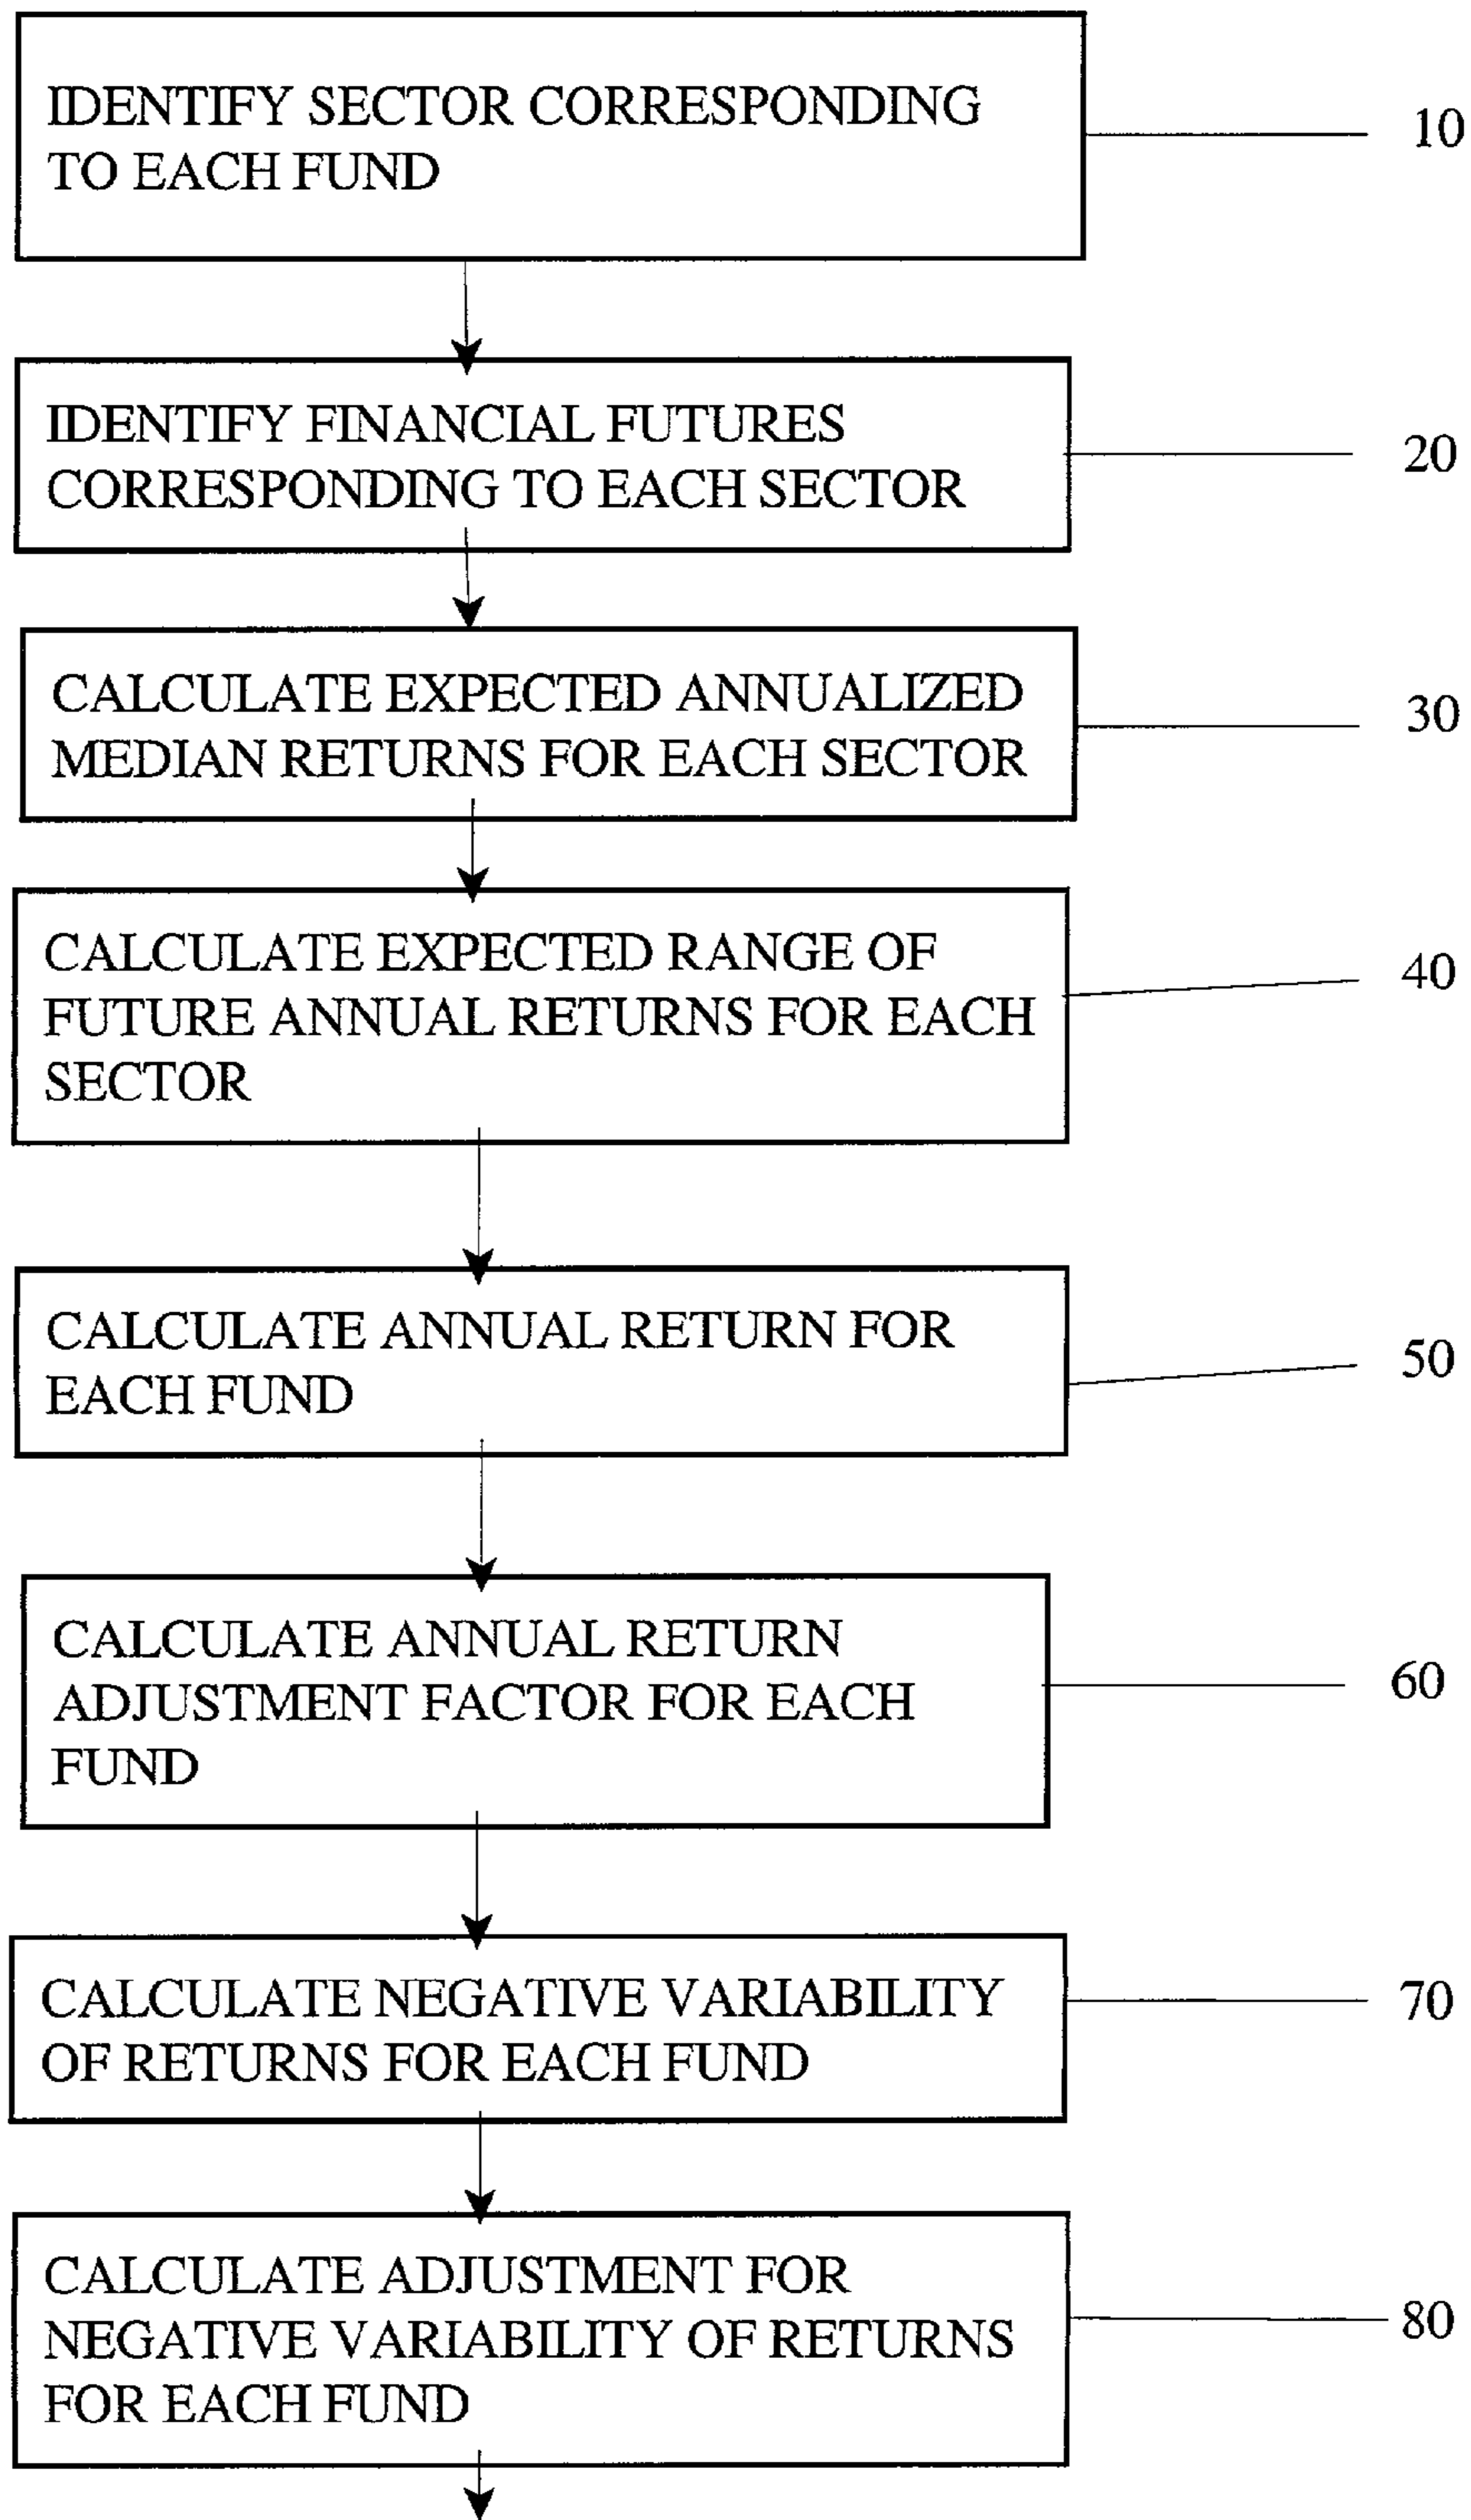 IDENTIFY SECTOR CORRESPONDING
TO EACH FUND
10
IDENTIFY FINANCIAL FUTURES
CORRESPONDING TO EACH SECTOR
20
CALCULATE EXPECTED ANNUALIZED
MEDIAN RETURNS FOR EACH SECTOR
30
CALCULATE EXPECTED RANGE OF
FUTURE ANNUAL RETURNS FOR EACH
SECTOR
40
CALCULATE ANNUAL RETURN FOR
EACH FUND
50
CALCULATE ANNUAL RETURN
ADJUSTMENT FACTOR FOR EACH
FUND
60
CALCULATE NEGATIVE VARIABILITY
OF RETURNS FOR EACH FUND
70
CALCULATE ADJUSTMENT FOR
NEGATIVE VARIABILITY OF RETURNS
FOR EACH FUND
80